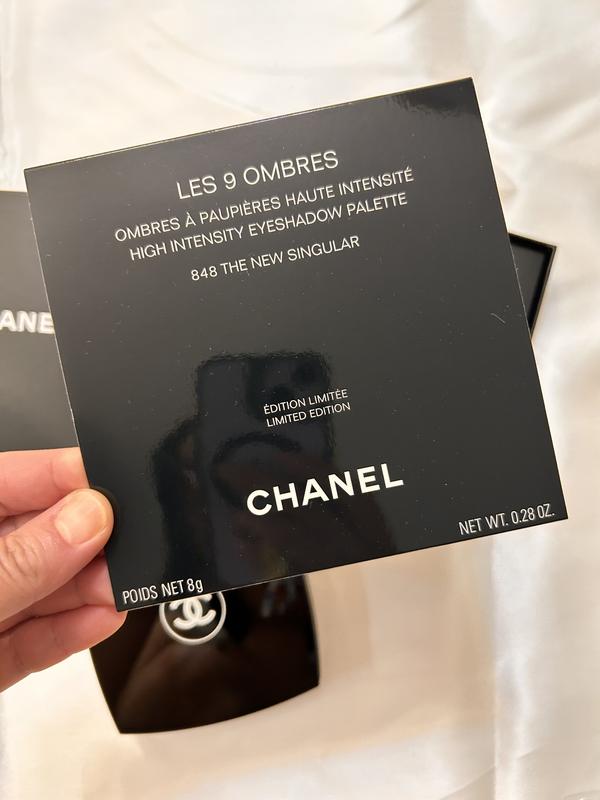 LES 9 OMBRES
OMBRES À PAUPIÈRES HAUTE INTENSITÉ
HIGH INTENSITY EYESHADOW PALETTE
848 THE NEW SINGULAR
ÉDITION LIMITÉE
LIMITED EDITION
CHANEL
POIDS NET 8g
NET WT. 0.28 OZ.
ANE